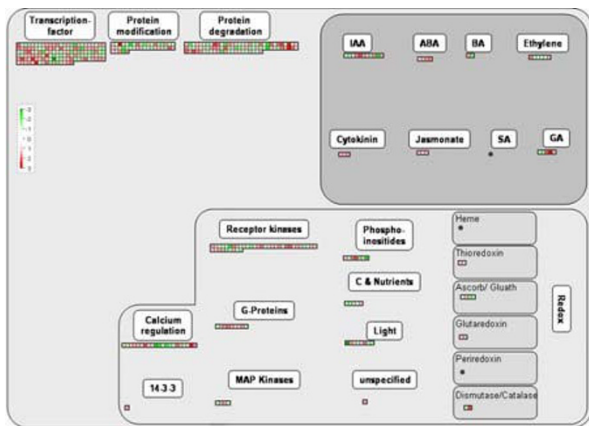 Transcription-
factor
Protein
modification
Protein
degradation
IAA
ABA
BA
Ethylene
Cytokinin
Jasmonate
SA
GA
Receptor kinases
Phospho-
inositides
C & Nutrients
G-Proteins
Light
Calcium
regulation
MAP Kinases
unspecified
14-3-3
Heme
Thioredoxin
Ascorb/ Gluath
Glutaredoxin
Periredoxin
Dismutase/Catalase
Redox